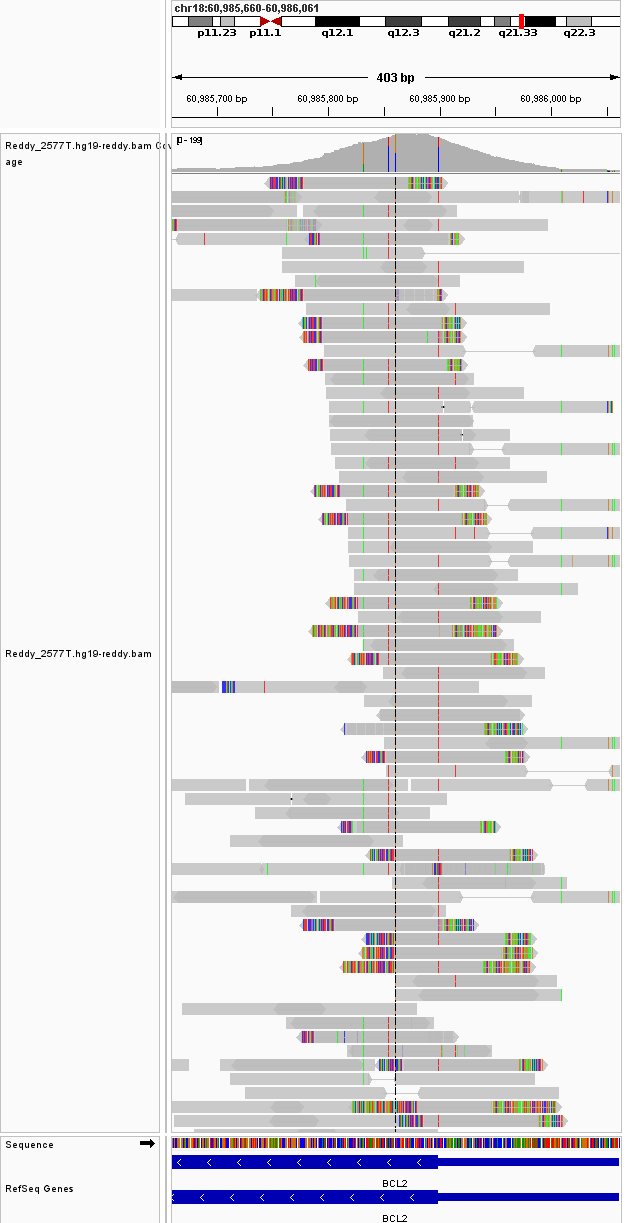 chr18:60,985,660-60,986,061
p11.23 p11.1 q12.1 q12.3 q21.2 q21.33 q22.3
403 bp
60,985,700 bp 60,985,800 bp 60,985,900 bp 60,986,000 bp
[0 - 199]
Reddy_2577T.hg19-reddy.bam Cov
age
Reddy_2577T.hg19-reddy.bam
Sequence
BCL2
RefSeq Genes
BCL2